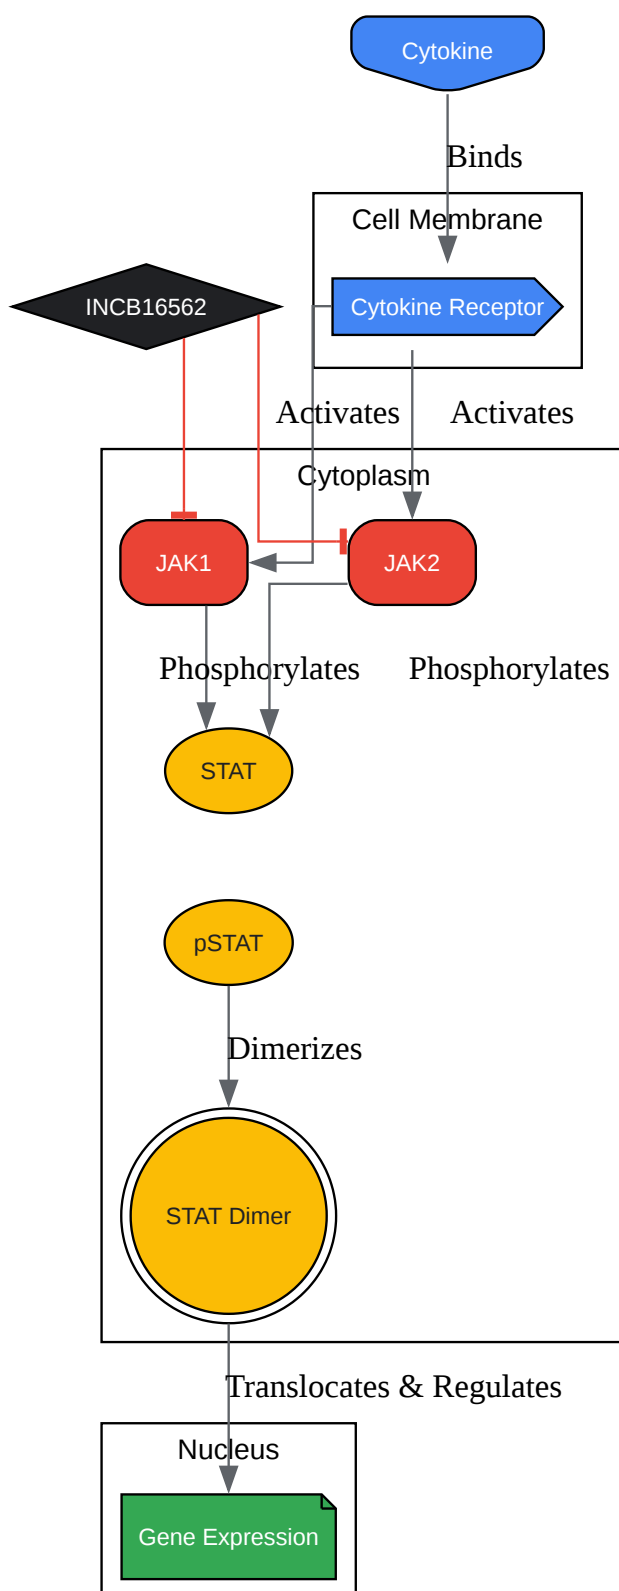 Cytokine
Binds
Cell Membrane
INCB16562
Cytokine Receptor
Activates
Activates
Cytoplasm
JAK1
JAK2
Phosphorylates
Phosphorylates
STAT
pSTAT
Dimerizes
STAT Dimer
Translocates & Regulates
Nucleus
Gene Expression